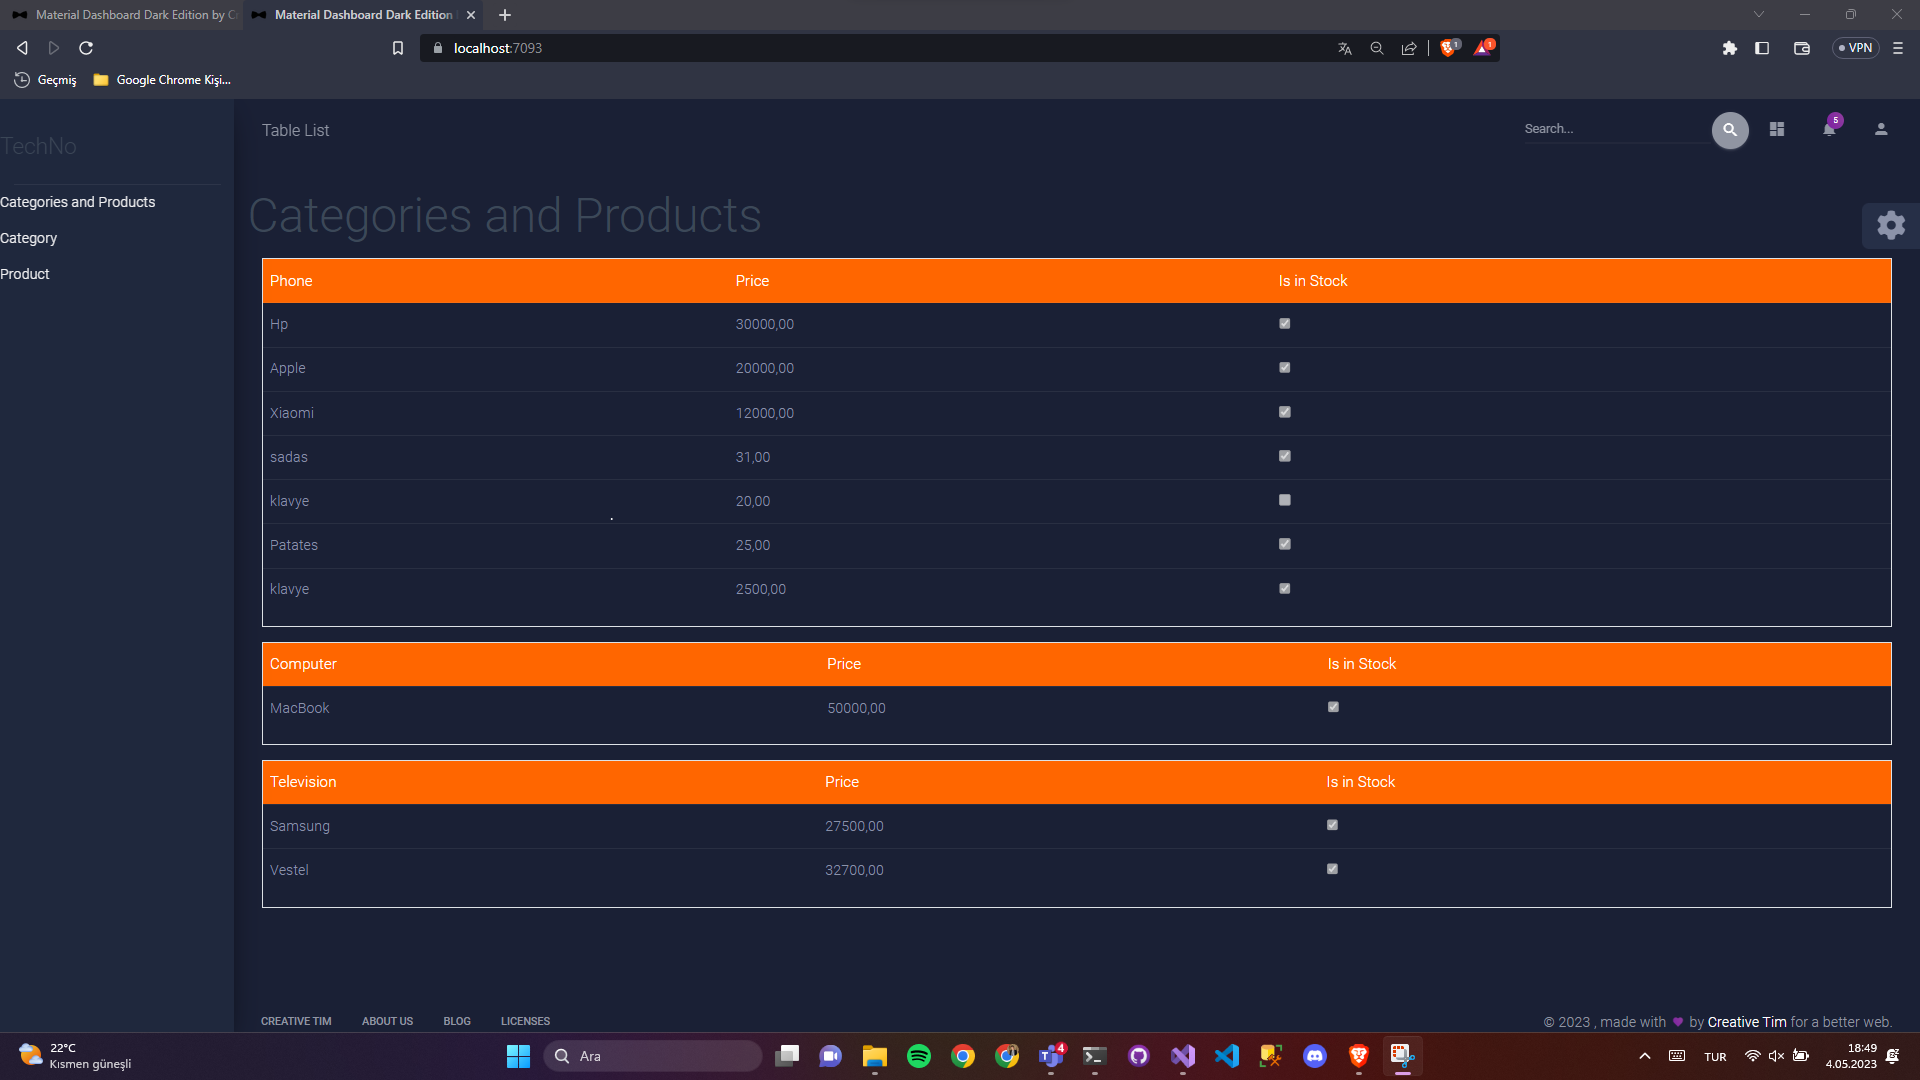 Material Dashboard Dark Edition by C
Material Dashboard Dark Edition
localhost:7093
1
1
VPN
Geçmiş
Google Chrome Kişi...
TechNo
Table List
Search...
5
Categories and Products
Category
Product
Categories and Products
Phone Price Is in Stock
Hp 30000,00
Apple 20000,00
Xiaomi 12000,00
sadas 31,00
klavye 20,00
Patates 25,00
klavye 2500,00
Computer Price Is in Stock
MacBook 50000,00
Television Price Is in Stock
Samsung 27500,00
Vestel 32700,00
CREATIVE TIM ABOUT US BLOG LICENSES
© 2023 , made with by Creative Tim for a better web.
22°C
Kısmen güneşli
Ara
4
TUR
18:49
4.05.2023